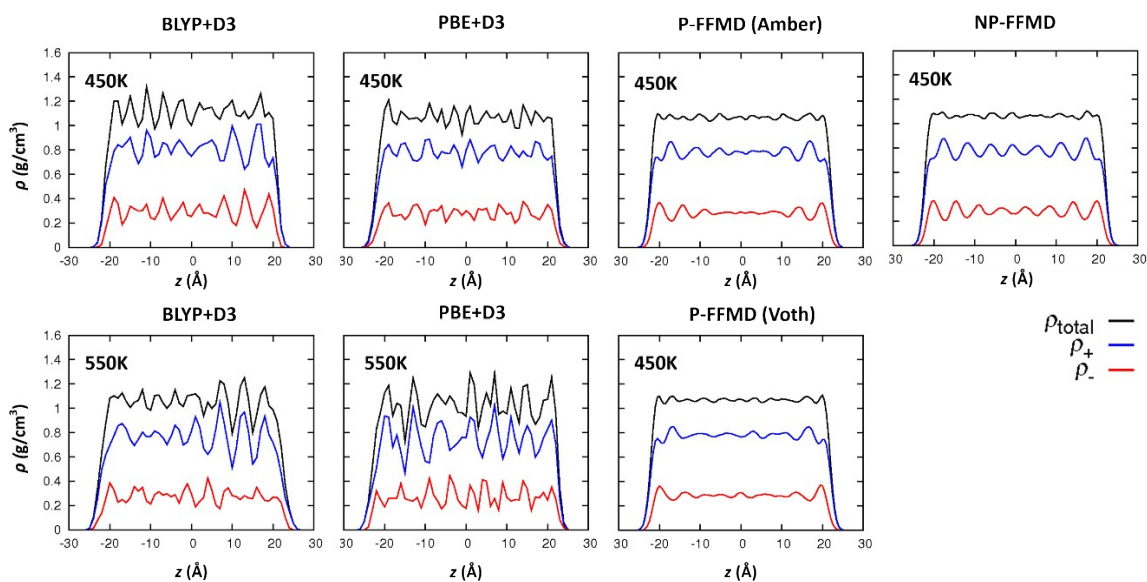 BLYP+D3 PBE+D3 P-FFMD (Amber) NP-FFMD
450K 450K 450K 450K
ρ (g/cm³)
1.6
1.4
1.2
1
0.8
0.6
0.4
0.2
0
-30 -20 -10 0 10 20 30 -30 -20 -10 0 10 20 30 -30 -20 -10 0 10 20 30 -30 -20 -10 0 10 20 30
z (Å) z (Å) z (Å) z (Å)
BLYP+D3 PBE+D3 P-FFMD (Voth)
550K 550K 450K
ρ (g/cm³)
1.6
1.4
1.2
1
0.8
0.6
0.4
0.2
0
-30 -20 -10 0 10 20 30 -30 -20 -10 0 10 20 30 -30 -20 -10 0 10 20 30
z (Å) z (Å) z (Å)
ρtotal
ρ+
ρ-